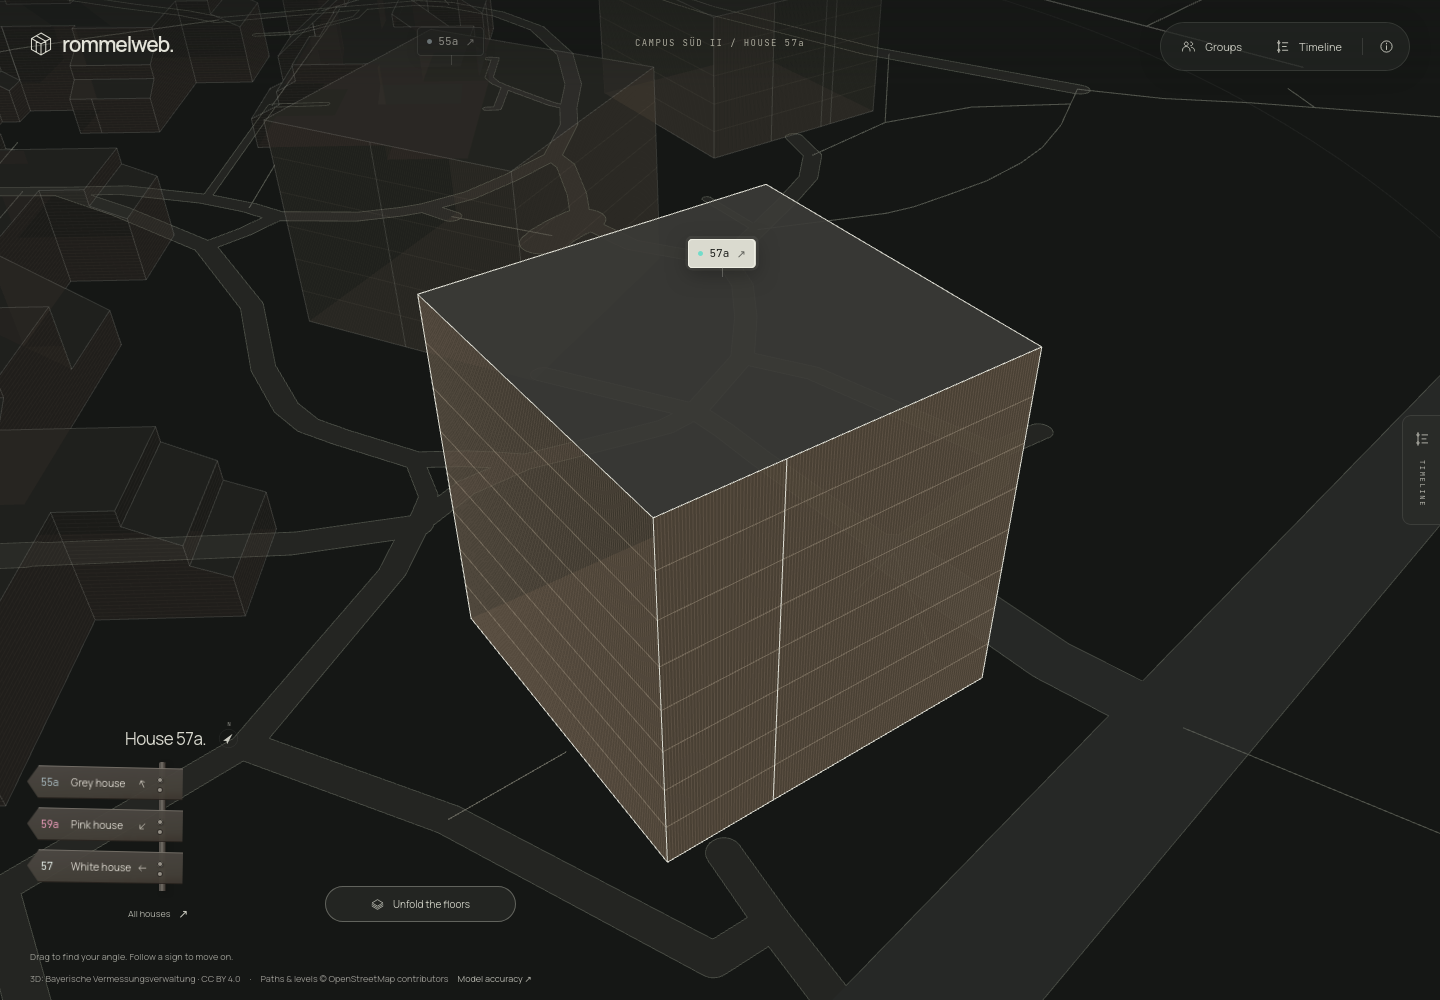 rommelweb.
55a ↗
CAMPUS SÜD II / HOUSE 57a
Groups
Timeline
57a ↗
TIMELINE
N
House 57a.
55a Grey house ↖
59a Pink house ↙
57 White house ←
All houses ↗
Unfold the floors
Drag to find your angle. Follow a sign to move on.
3D: Bayerische Vermessungsverwaltung · CC BY 4.0 · Paths & levels © OpenStreetMap contributors Model accuracy ↗